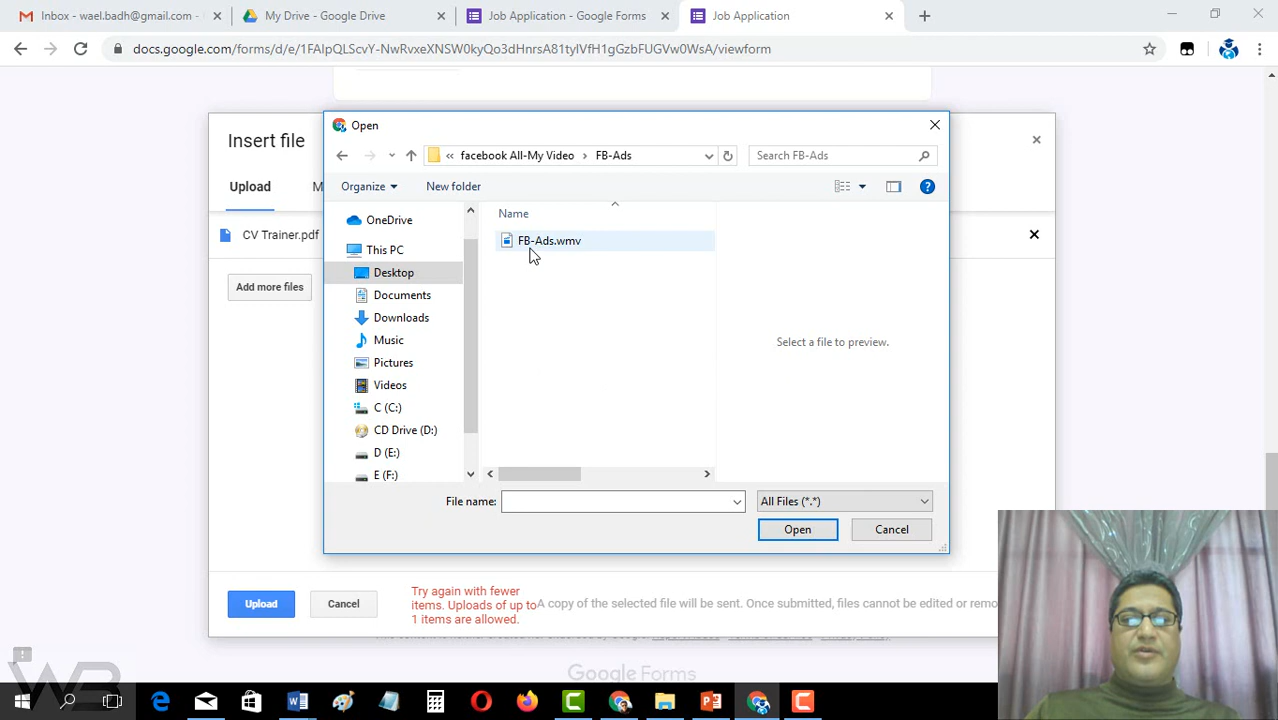 Inbox - wael.badh@gmail.com -
My Drive - Google Drive
Job Application - Google Forms
Job Application
docs.google.com/forms/d/e/1FAIpQLScvY-NwRvxeXNSW0kyQo3dHnrsA81tylVfH1gGzbFUGVw0WsA/viewform
Insert file
Upload
M
CV Trainer.pdf
Add more files
Open
« facebook All-My Video › FB-Ads
Search FB-Ads
Organize
New folder
Name
FB-Ads.wmv
OneDrive
This PC
Desktop
Documents
Downloads
Music
Pictures
Videos
C (C:)
CD Drive (D:)
D (E:)
E (F:)
Select a file to preview.
File name:
All Files (*.*)
Open
Cancel
Upload
Cancel
Try again with fewer
items. Uploads of up to
1 items are allowed.
A copy of the selected file will be sent. Once submitted, files cannot be edited or remo
Google Forms
WB